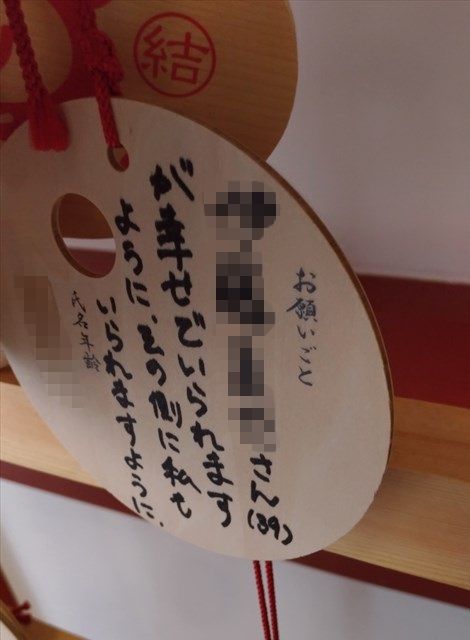 結
お願いごと
さん(39)
が幸せでいられます
ように、その側に私も
いられますように、
氏名年齢